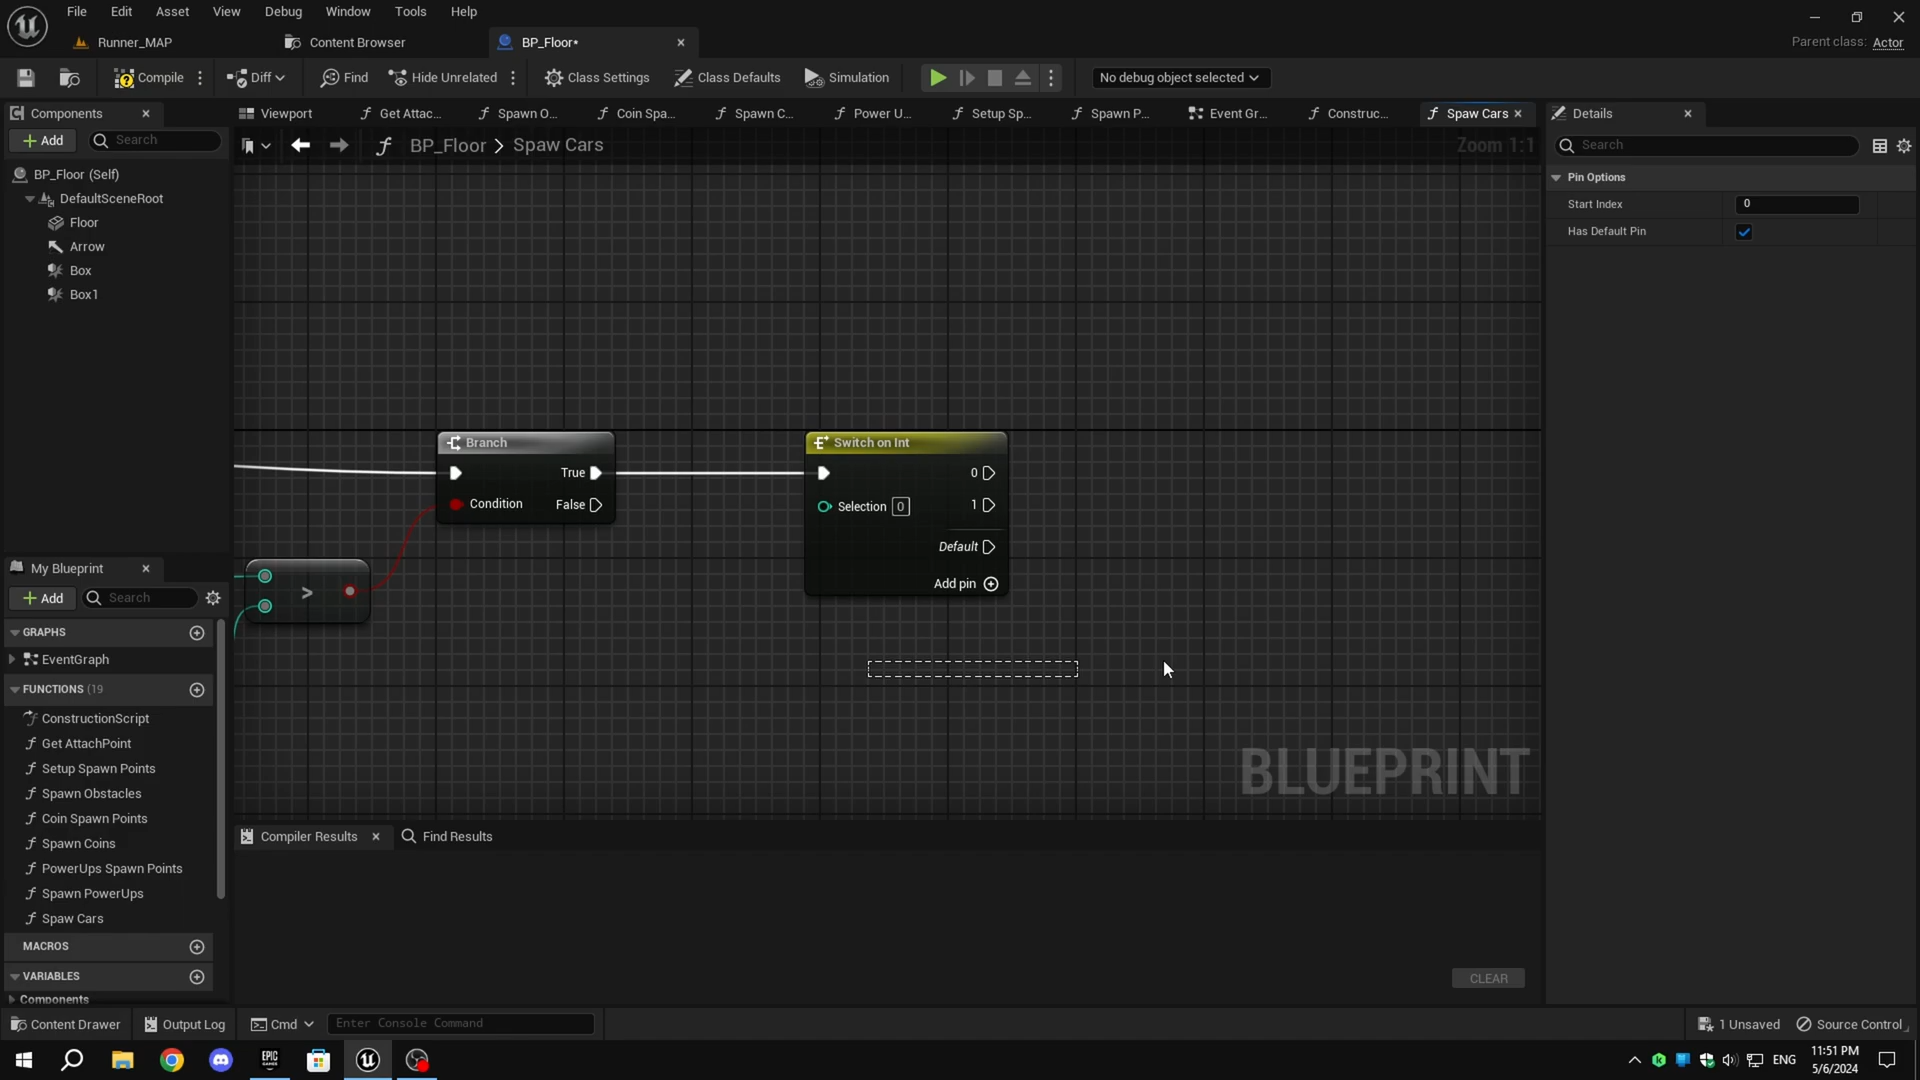 File Edit Asset View Debug Window Tools Help
Runner_MAP Content Browser BP_Floor*
Parent class: Actor
Compile Diff Find Hide Unrelated Class Settings Class Defaults Simulation No debug object selected
Components
Viewport Get Attac... Spawn O... Coin Spa... Spawn C... Power U... Setup Sp... Spawn P... Event Gr... Construc... Spaw Cars
Details
Add Search
BP_Floor > Spaw Cars
Zoom 1:1
Search
BP_Floor (Self)
DefaultSceneRoot
Floor
Arrow
Box
Box1
Pin Options
Start Index 0
Has Default Pin
Branch
True
Condition False
>
Switch on Int
0
Selection 0 1
Default
Add pin
BLUEPRINT
My Blueprint
Add Search
GRAPHS
EventGraph
FUNCTIONS (19
ConstructionScript
Get AttachPoint
Setup Spawn Points
Spawn Obstacles
Coin Spawn Points
Spawn Coins
PowerUps Spawn Points
Spawn PowerUps
Spaw Cars
MACROS
VARIABLES
Components
Compiler Results Find Results
CLEAR
Content Drawer Output Log Cmd Enter Console Command 1 Unsaved Source Control
EPIC GAMES
ENG
11:51 PM
5/6/2024